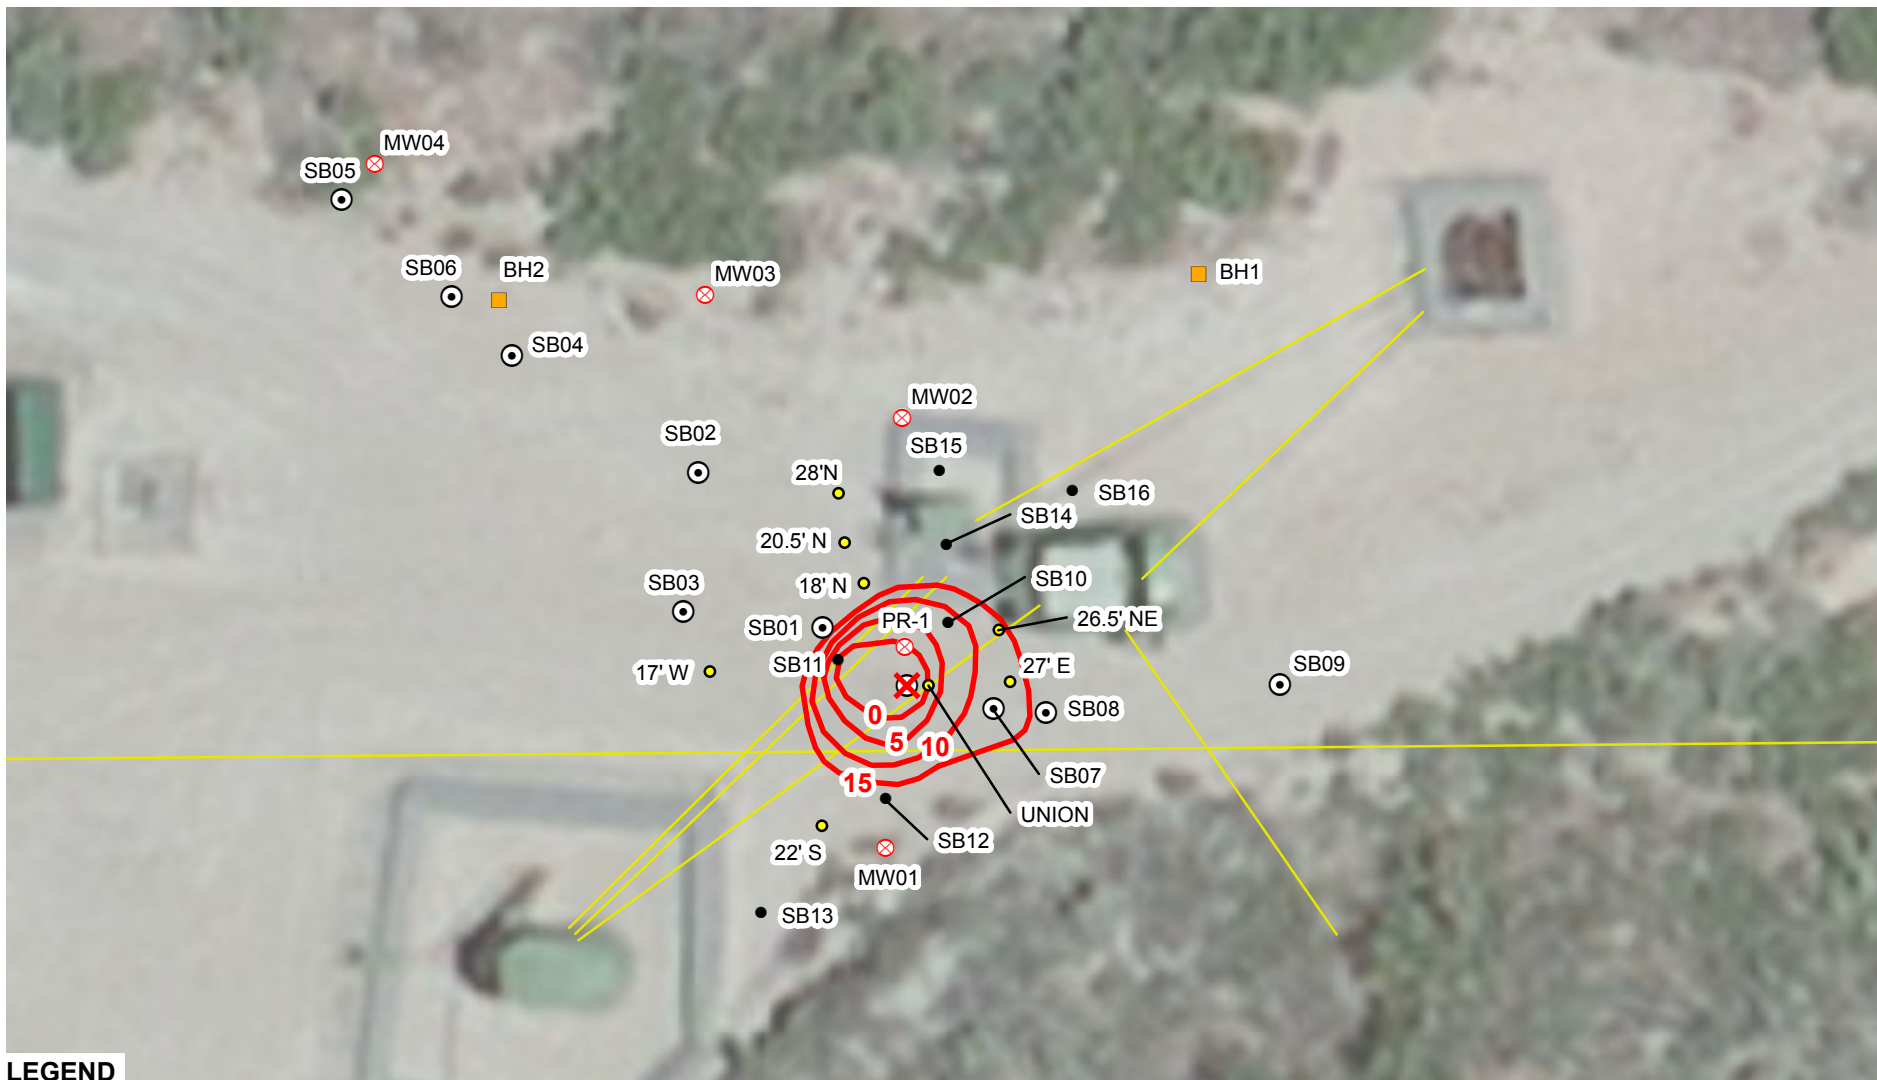 MW04
SB05
SB06
BH2
MW03
BH1
SB04
MW02
SB02
SB15
28'N
SB16
SB14
20.5' N
SB03
18' N
SB10
PR-1
26.5' NE
SB01
SB11
17' W
27' E
SB09
SB08
0
5
10
15
SB07
UNION
SB12
22' S
MW01
SB13
LEGEND